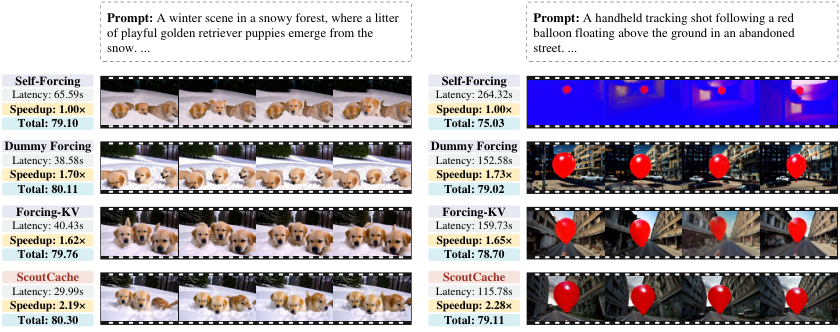 Prompt: A winter scene in a snowy forest, where a litter
of playful golden retriever puppies emerge from the
snow. ...
Self-Forcing
Latency: 65.59s
Speedup: 1.00×
Total: 79.10
Dummy Forcing
Latency: 38.58s
Speedup: 1.70×
Total: 80.11
Forcing-KV
Latency: 40.43s
Speedup: 1.62×
Total: 79.76
ScoutCache
Latency: 29.99s
Speedup: 2.19×
Total: 80.30
Prompt: A handheld tracking shot following a red
balloon floating above the ground in an abandoned
street. ...
Self-Forcing
Latency: 264.32s
Speedup: 1.00×
Total: 75.03
Dummy Forcing
Latency: 152.58s
Speedup: 1.73×
Total: 79.02
Forcing-KV
Latency: 159.73s
Speedup: 1.65×
Total: 78.70
ScoutCache
Latency: 115.78s
Speedup: 2.28×
Total: 79.11